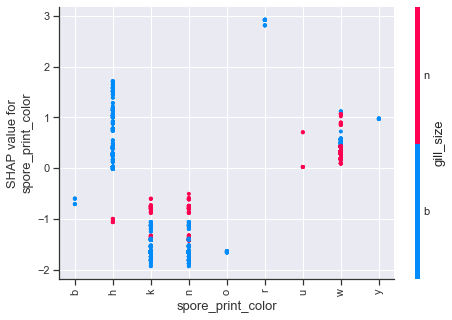 3
2
1
0
−1
−2
SHAP value for
spore_print_color
b h k n o r u w y
spore_print_color
n
b
gill_size